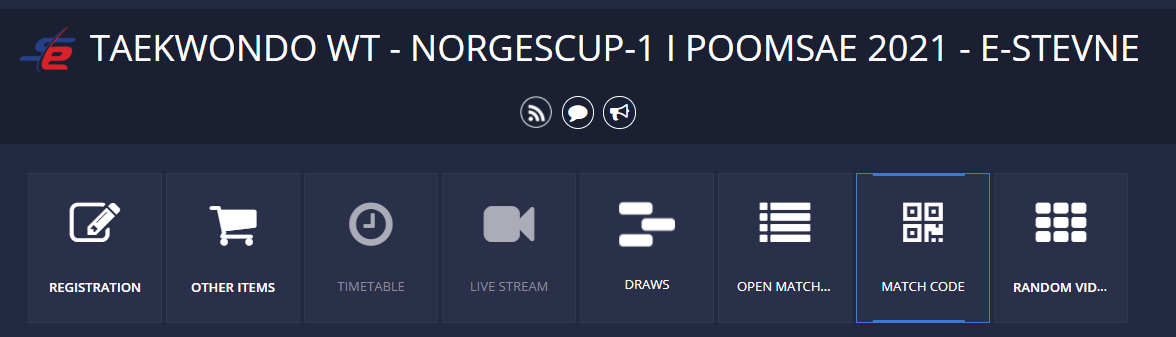 TAEKWONDO WT - NORGESCUP-1 I POOMSAE 2021 - E-STEVNE
REGISTRATION
OTHER ITEMS
TIMETABLE
LIVE STREAM
DRAWS
OPEN MATCH...
MATCH CODE
RANDOM VID...